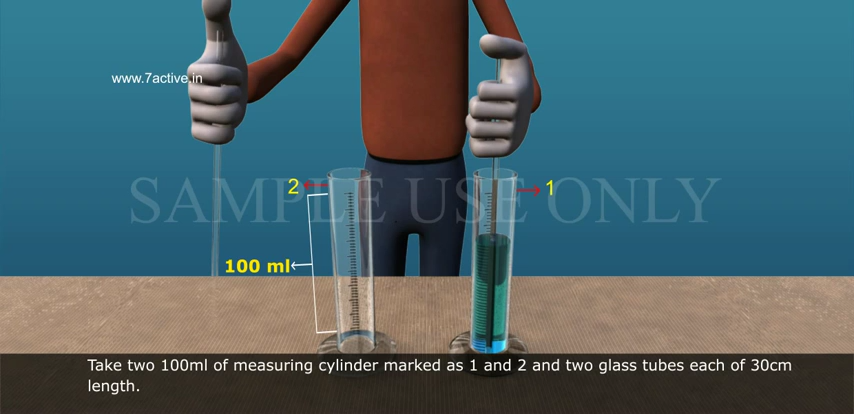 www.7active.in
2
1
SAMPLE USE ONLY
100 ml
Take two 100ml of measuring cylinder marked as 1 and 2 and two glass tubes each of 30cm
length.